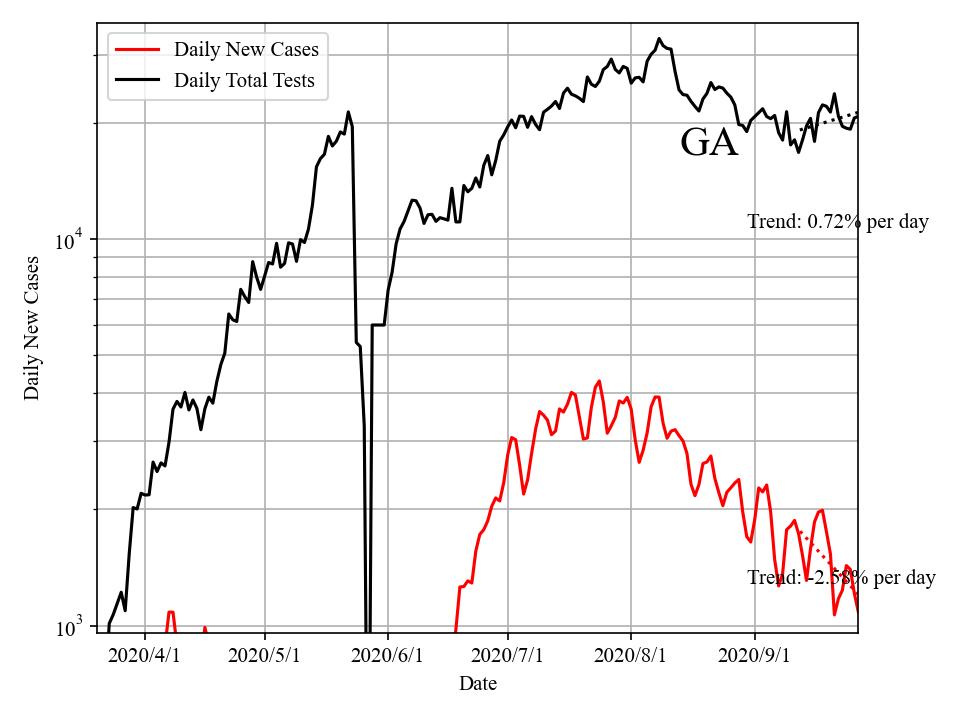 Daily New Cases
Daily Total Tests
GA
Trend: 0.72% per day
Trend: -2.58% per day
10^4
10^3
Daily New Cases
2020/4/1 2020/5/1 2020/6/1 2020/7/1 2020/8/1 2020/9/1
Date